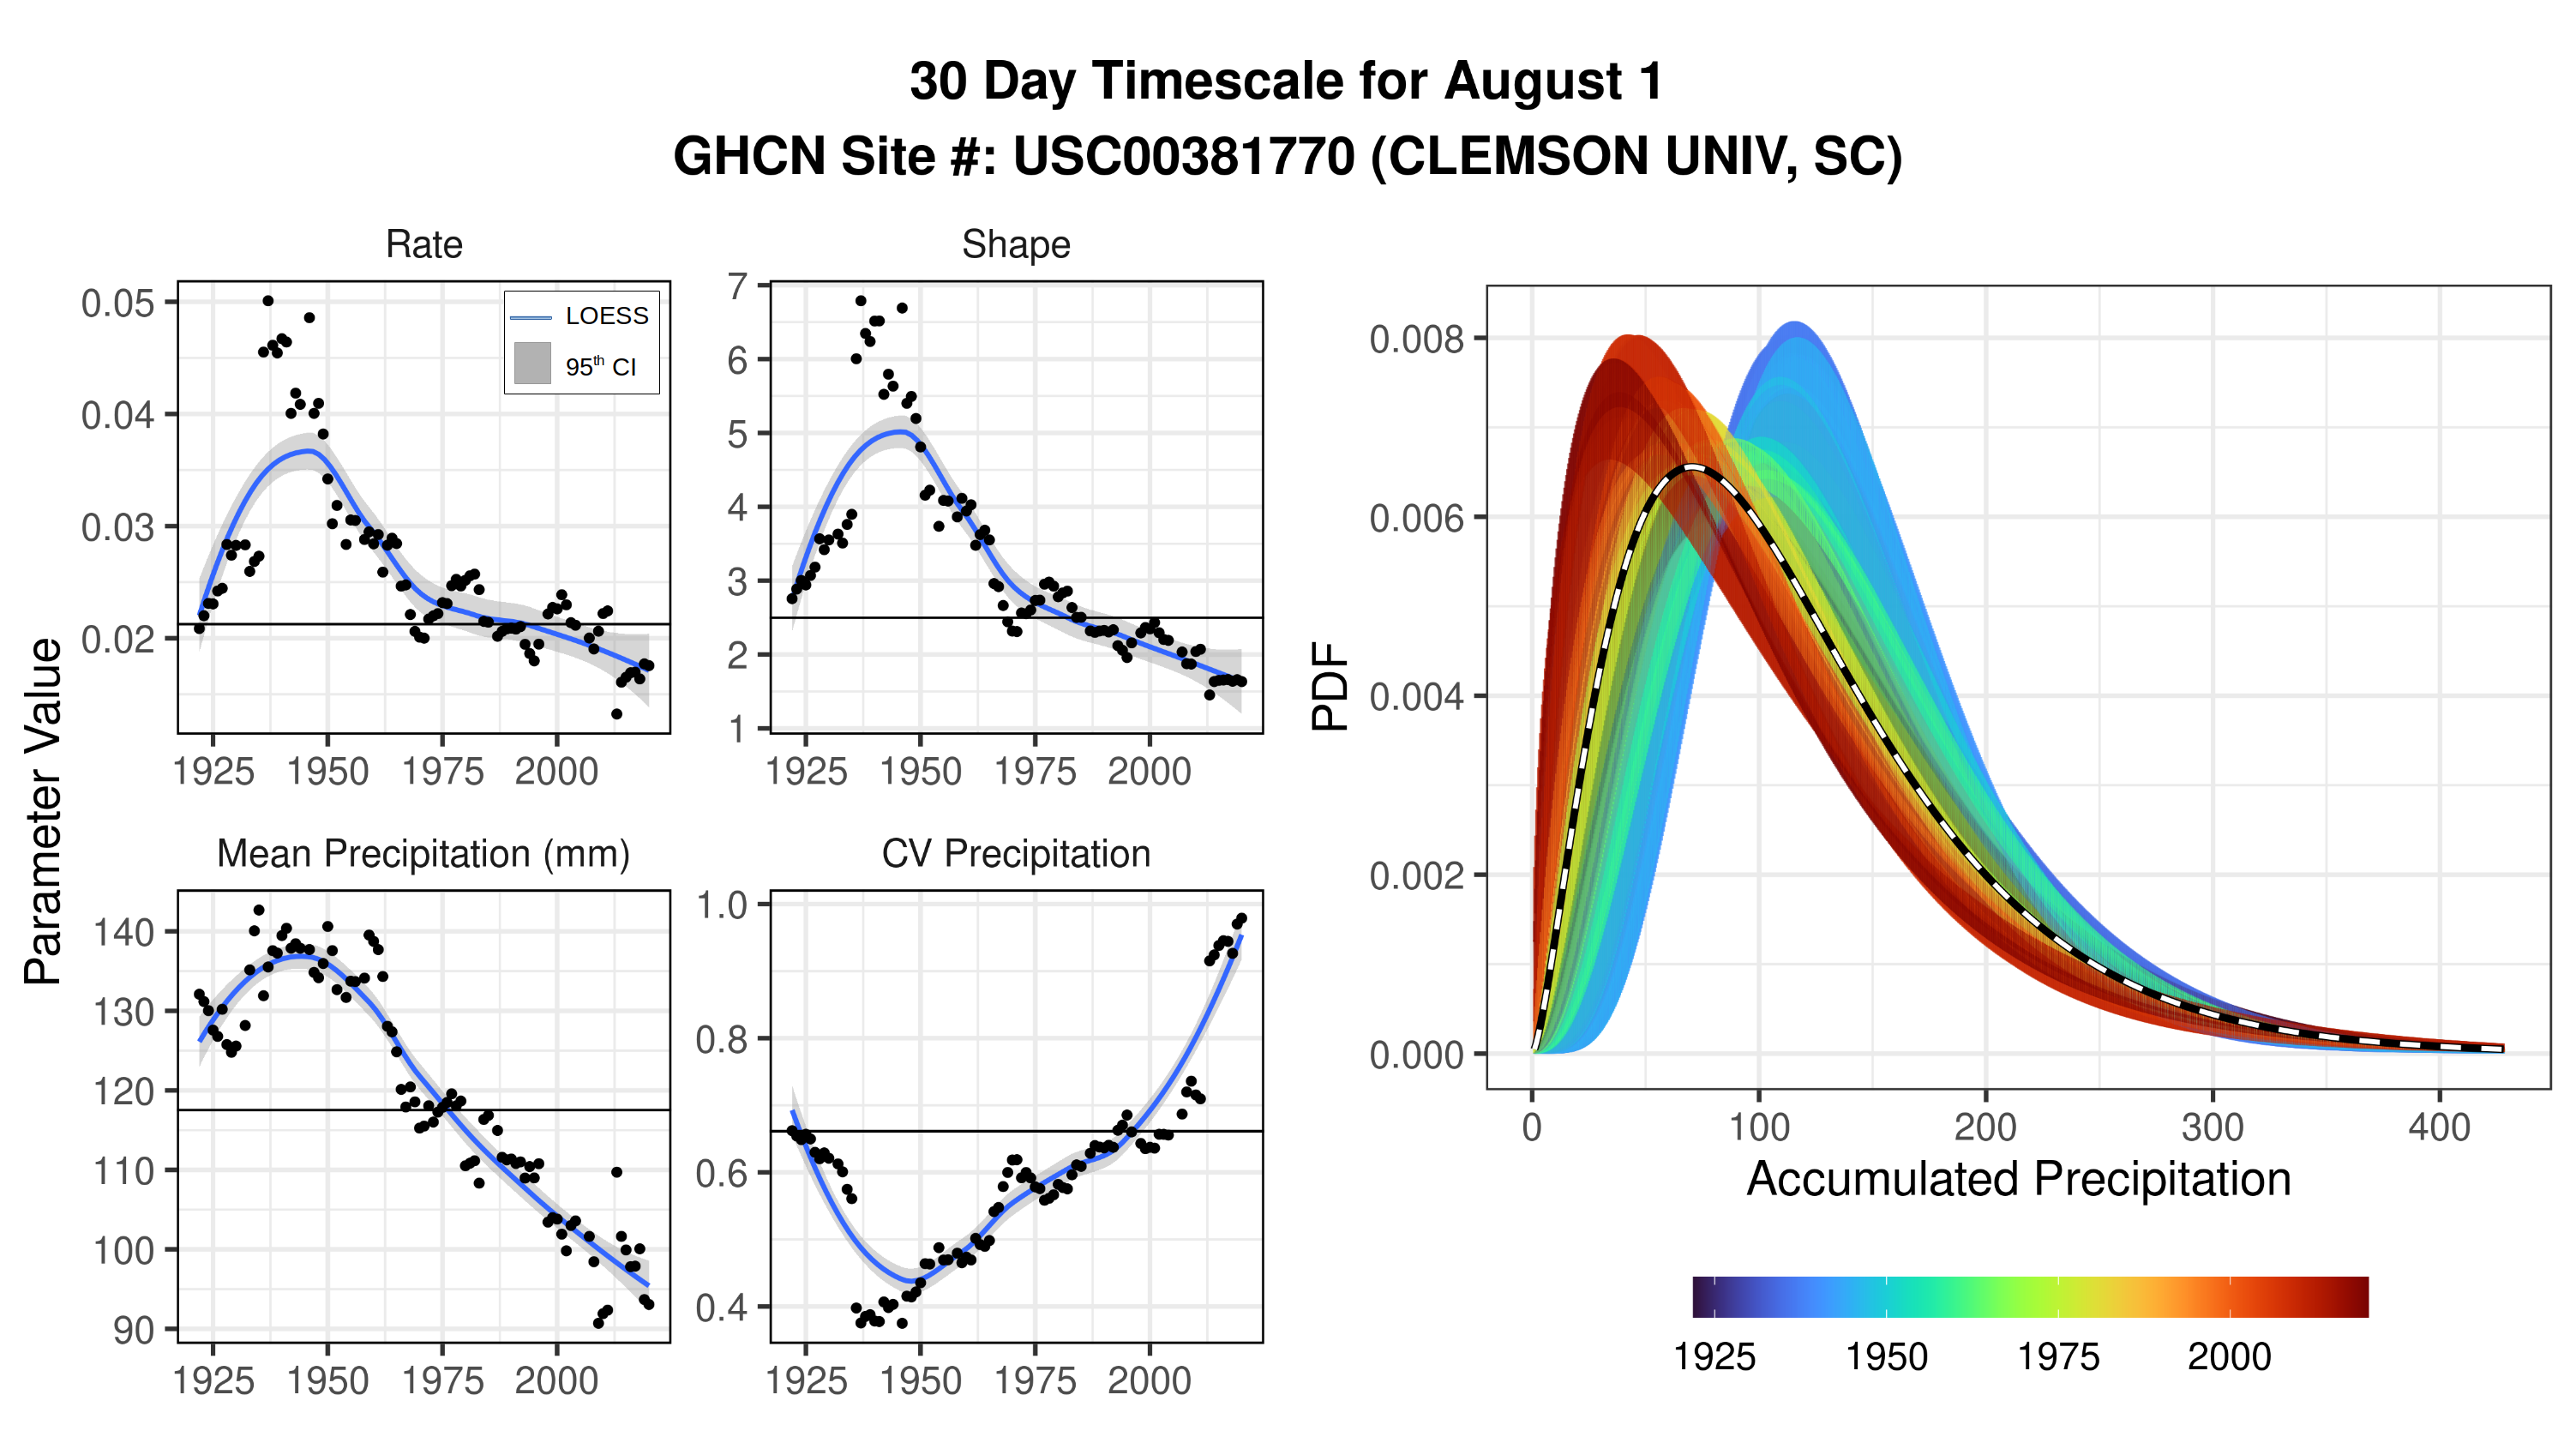 30 Day Timescale for August 1
GHCN Site #: USC00381770 (CLEMSON UNIV, SC)
Rate
Shape
0.05
0.04
0.03
0.02
LOESS
95th CI
1925 1950 1975 2000
7
6
5
4
3
2
1
1925 1950 1975 2000
Parameter Value
Mean Precipitation (mm)
CV Precipitation
140
130
120
110
100
90
1925 1950 1975 2000
1.0
0.8
0.6
0.4
1925 1950 1975 2000
PDF
0.008
0.006
0.004
0.002
0.000
0 100 200 300 400
Accumulated Precipitation
1925 1950 1975 2000